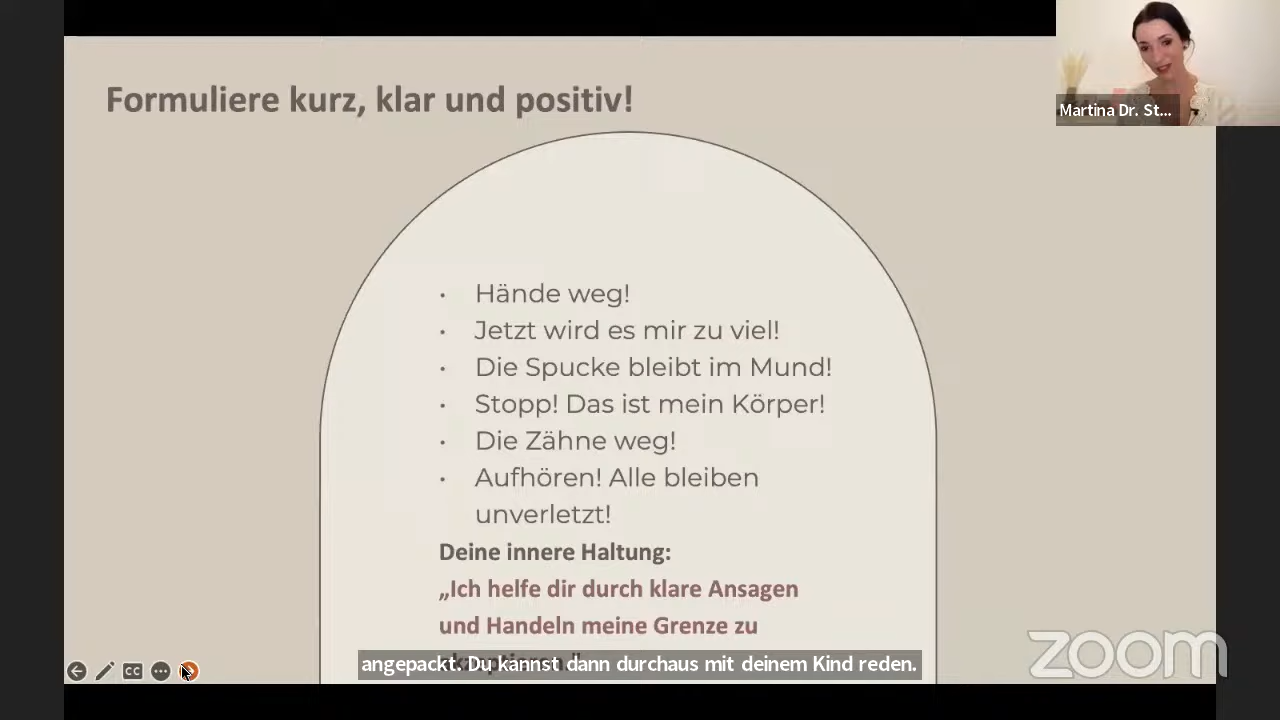 Formuliere kurz, klar und positiv!
Martina Dr. St...
• Hände weg!
• Jetzt wird es mir zu viel!
• Die Spucke bleibt im Mund!
• Stopp! Das ist mein Körper!
• Die Zähne weg!
• Aufhören! Alle bleiben
unverletzt!
Deine innere Haltung:
„Ich helfe dir durch klare Ansagen
und Handeln meine Grenze zu
angepackt. Du kannst dann durchaus mit deinem Kind reden.
CC
zoom